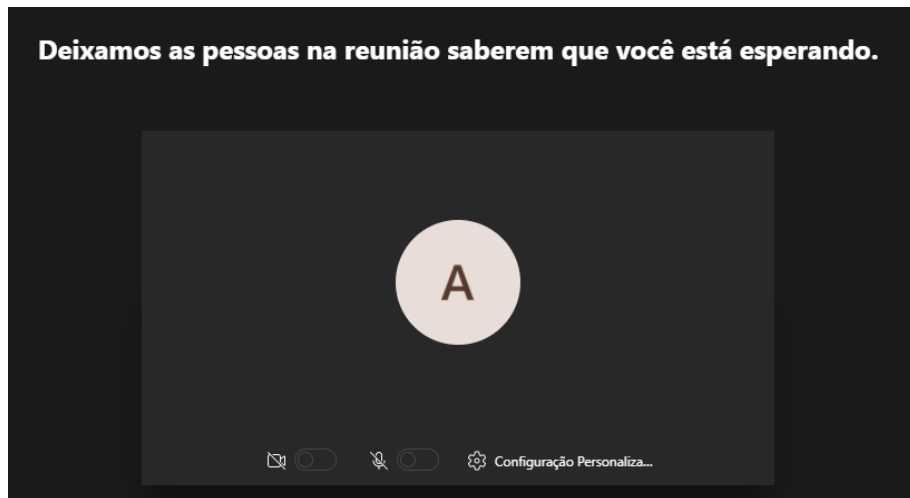 Deixamos as pessoas na reunião saberem que você está esperando.
A
Configuração Personaliza...